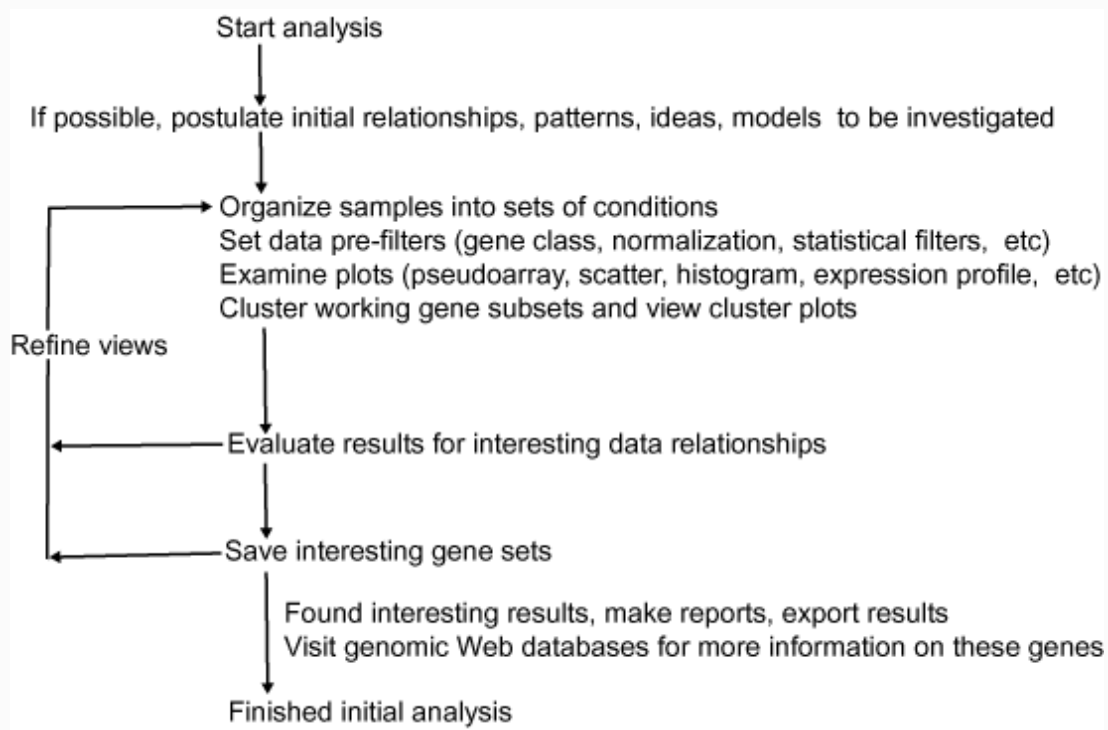 Start analysis
If possible, postulate initial relationships, patterns, ideas, models to be investigated
Organize samples into sets of conditions
Set data pre-filters (gene class, normalization, statistical filters, etc)
Examine plots (pseudoarray, scatter, histogram, expression profile, etc)
Cluster working gene subsets and view cluster plots
Refine views
Evaluate results for interesting data relationships
Save interesting gene sets
Found interesting results, make reports, export results
Visit genomic Web databases for more information on these genes
Finished initial analysis